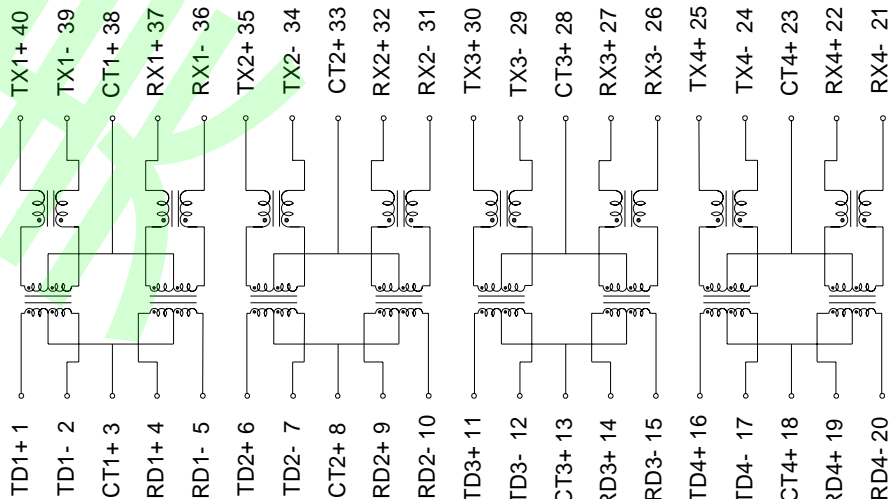 TX1+ 40
TX1- 39
CT1+ 38
RX1+ 37
RX1- 36
TX2+ 35
TX2- 34
CT2+ 33
RX2+ 32
RX2- 31
TX3+ 30
TX3- 29
CT3+ 28
RX3+ 27
RX3- 26
TX4+ 25
TX4- 24
CT4+ 23
RX4+ 22
RX4- 21
TD1+ 1
TD1- 2
CT1+ 3
RD1+ 4
RD1- 5
TD2+ 6
TD2- 7
CT2+ 8
RD2+ 9
RD2- 10
TD3+ 11
TD3- 12
CT3+ 13
RD3+ 14
RD3- 15
TD4+ 16
TD4- 17
CT4+ 18
RD4+ 19
RD4- 20